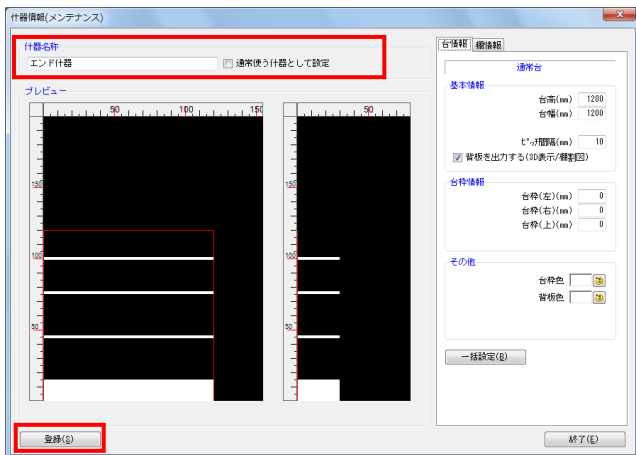 什器情報(メンテナンス)
什器名称
エンド什器
通常使う什器として設定
プレビュー
50 100 150
50
150
100
50
150
100
50
台情報 棚情報
通常台
基本情報
台高(mm) 1200
台幅(mm) 1200
ピッチ間隔(mm) 10
背板を出力する(3D表示/棚割図)
台枠情報
台枠(左)(mm) 0
台枠(右)(mm) 0
台枠(上)(mm) 0
その他
台枠色
背板色
一括設定(B)
登録(S)
終了(E)